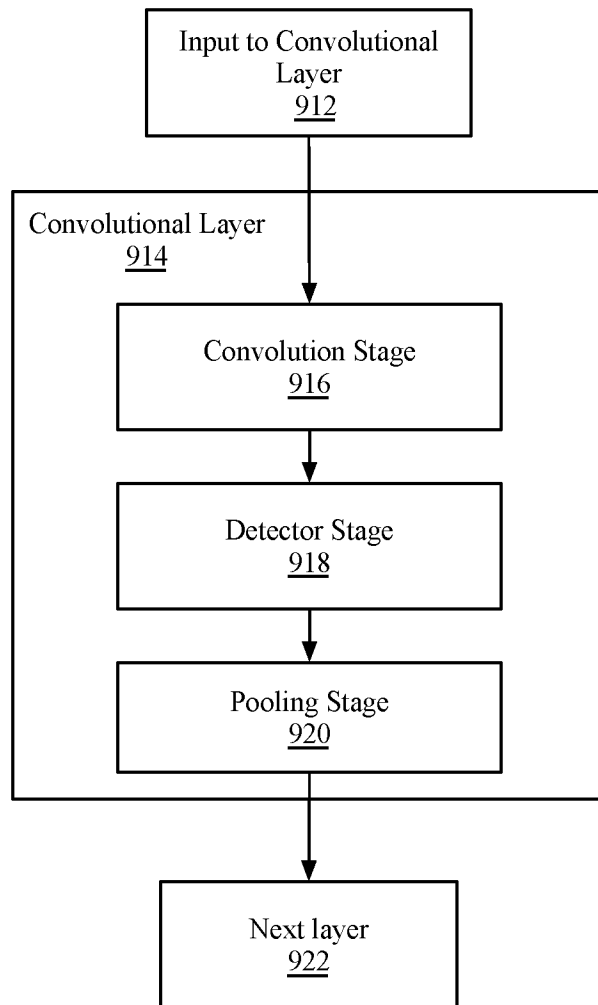 Input to Convolutional
Layer
912
Convolutional Layer
914
Convolution Stage
916
Detector Stage
918
Pooling Stage
920
Next layer
922